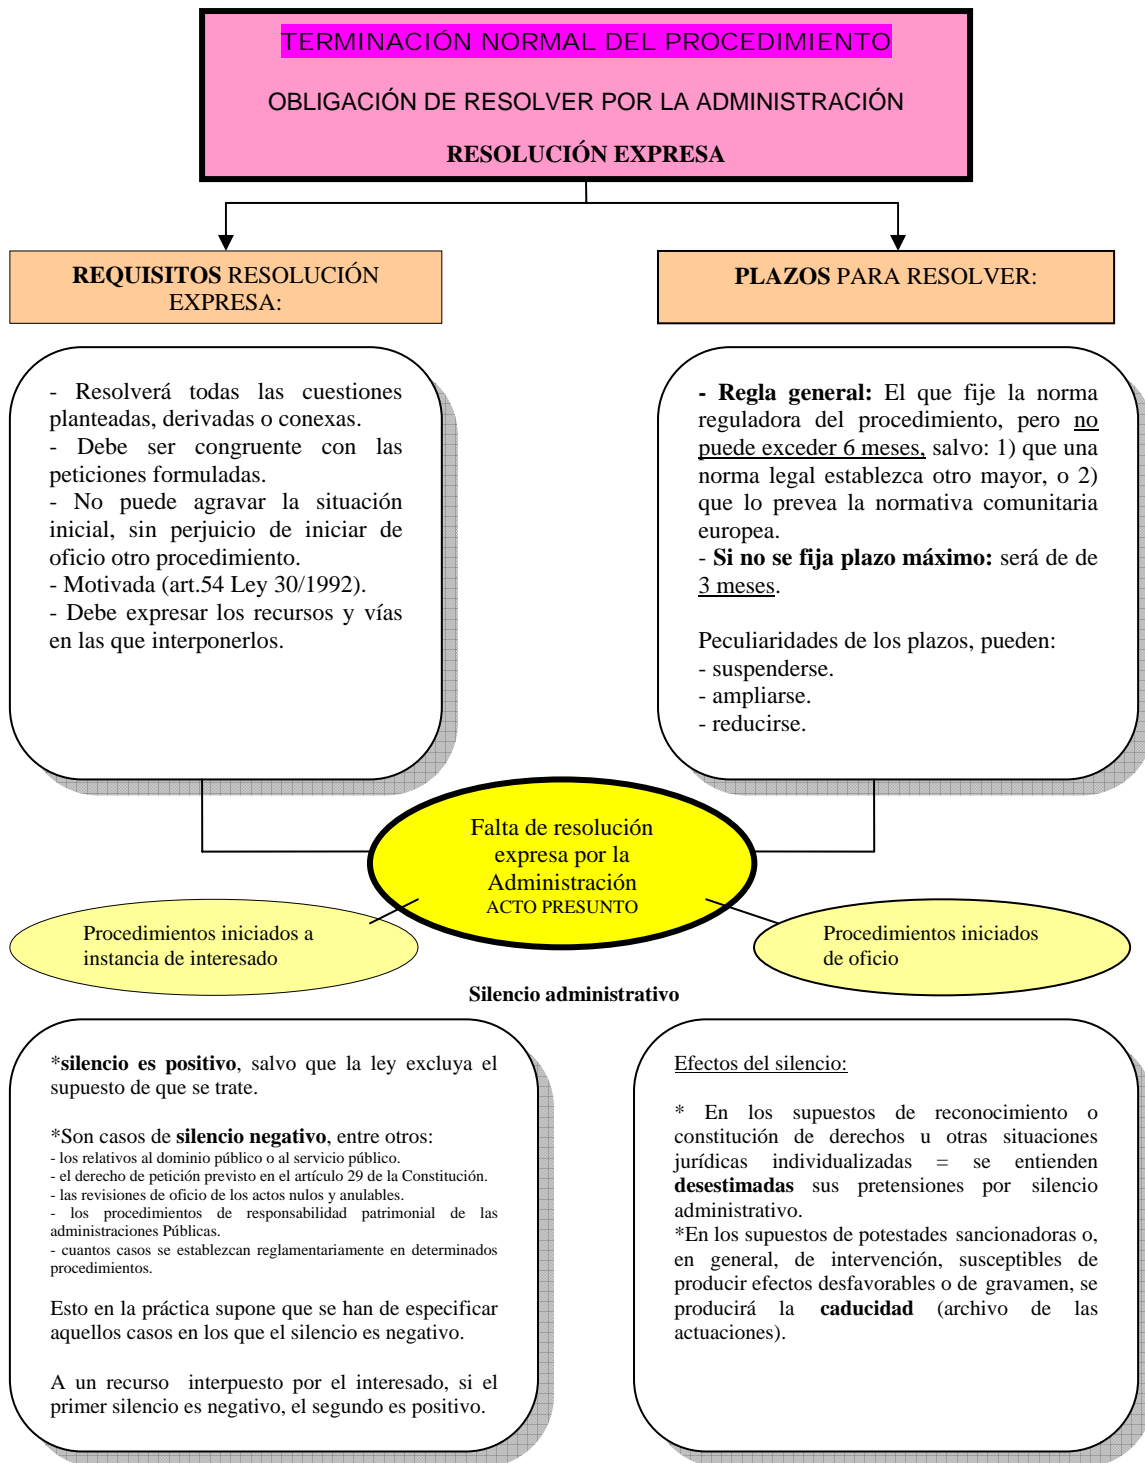 TERMINACIÓN NORMAL DEL PROCEDIMIENTO
OBLIGACIÓN DE RESOLVER POR LA ADMINISTRACIÓN
RESOLUCIÓN EXPRESA
REQUISITOS RESOLUCIÓN
EXPRESA:
PLAZOS PARA RESOLVER:
- Resolverá todas las cuestiones
planteadas, derivadas o conexas.
- Debe ser congruente con las
peticiones formuladas.
- No puede agravar la situación
inicial, sin perjuicio de iniciar de
oficio otro procedimiento.
- Motivada (art.54 Ley 30/1992).
- Debe expresar los recursos y vías
en las que interponerlos.
- Regla general: El que fije la norma
reguladora del procedimiento, pero no
puede exceder 6 meses, salvo: 1) que una
norma legal establezca otro mayor, o 2)
que lo prevea la normativa comunitaria
europea.
- Si no se fija plazo máximo: será de de
3 meses.
Peculiaridades de los plazos, pueden:
- suspenderse.
- ampliarse.
- reducirse.
Falta de resolución
expresa por la
Administración
ACTO PRESUNTO
Procedimientos iniciados a
instancia de interesado
Procedimientos iniciados
de oficio
Silencio administrativo
*silencio es positivo, salvo que la ley excluya el
supuesto de que se trate.
*Son casos de silencio negativo, entre otros:
- los relativos al dominio público o al servicio público.
- el derecho de petición previsto en el artículo 29 de la Constitución.
- las revisiones de oficio de los actos nulos y anulables.
- los procedimientos de responsabilidad patrimonial de las
administraciones Públicas.
- cuantos casos se establezcan reglamentariamente en determinados
procedimientos.
Esto en la práctica supone que se han de especificar
aquellos casos en los que el silencio es negativo.
A un recurso interpuesto por el interesado, si el
primer silencio es negativo, el segundo es positivo.
Efectos del silencio:
* En los supuestos de reconocimiento o
constitución de derechos u otras situaciones
jurídicas individualizadas = se entienden
desestimadas sus pretensiones por silencio
administrativo.
*En los supuestos de potestades sancionadoras o,
en general, de intervención, susceptibles de
producir efectos desfavorables o de gravamen, se
producirá la caducidad (archivo de las
actuaciones).